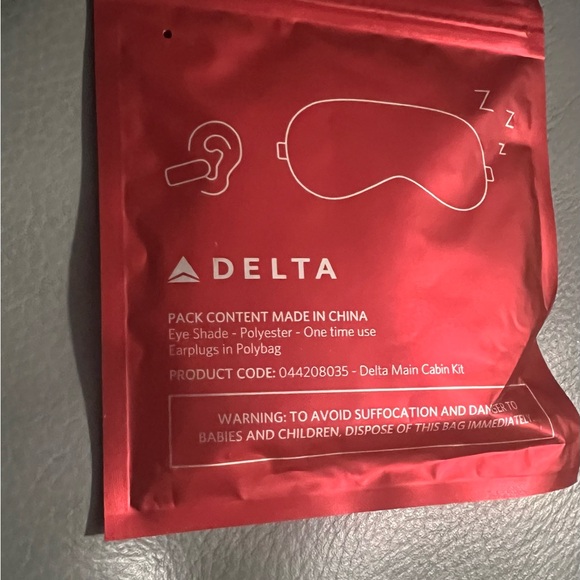 Z
Z
z
DELTA
PACK CONTENT MADE IN CHINA
Eye Shade - Polyester - One time use
Earplugs in Polybag
PRODUCT CODE: 044208035 - Delta Main Cabin Kit
WARNING: TO AVOID SUFFOCATION AND DANGER TO
BABIES AND CHILDREN, DISPOSE OF THIS BAG IMMEDIATELY